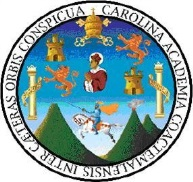 CAROLINA ACADEMIA COACTEMALENSIS INTER CÆTERAS ORBIS CONSPICUA